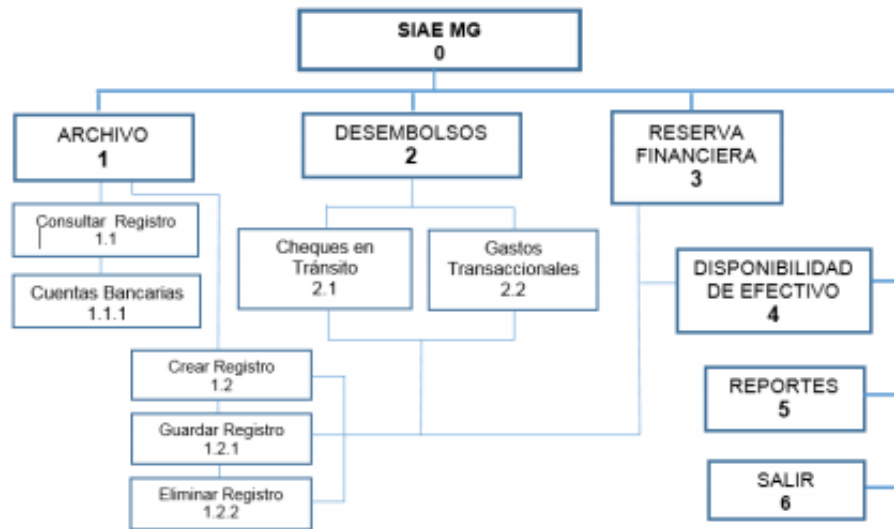 SIAE MG
0
ARCHIVO
1
DESEMBOLSOS
2
RESERVA
FINANCIERA
3
Consultar Registro
1.1
Cuentas Bancarias
1.1.1
Cheques en
Tránsito
2.1
Gastos
Transaccionales
2.2
DISPONIBILIDAD
DE EFECTIVO
4
Crear Registro
1.2
Guardar Registro
1.2.1
Eliminar Registro
1.2.2
REPORTES
5
SALIR
6